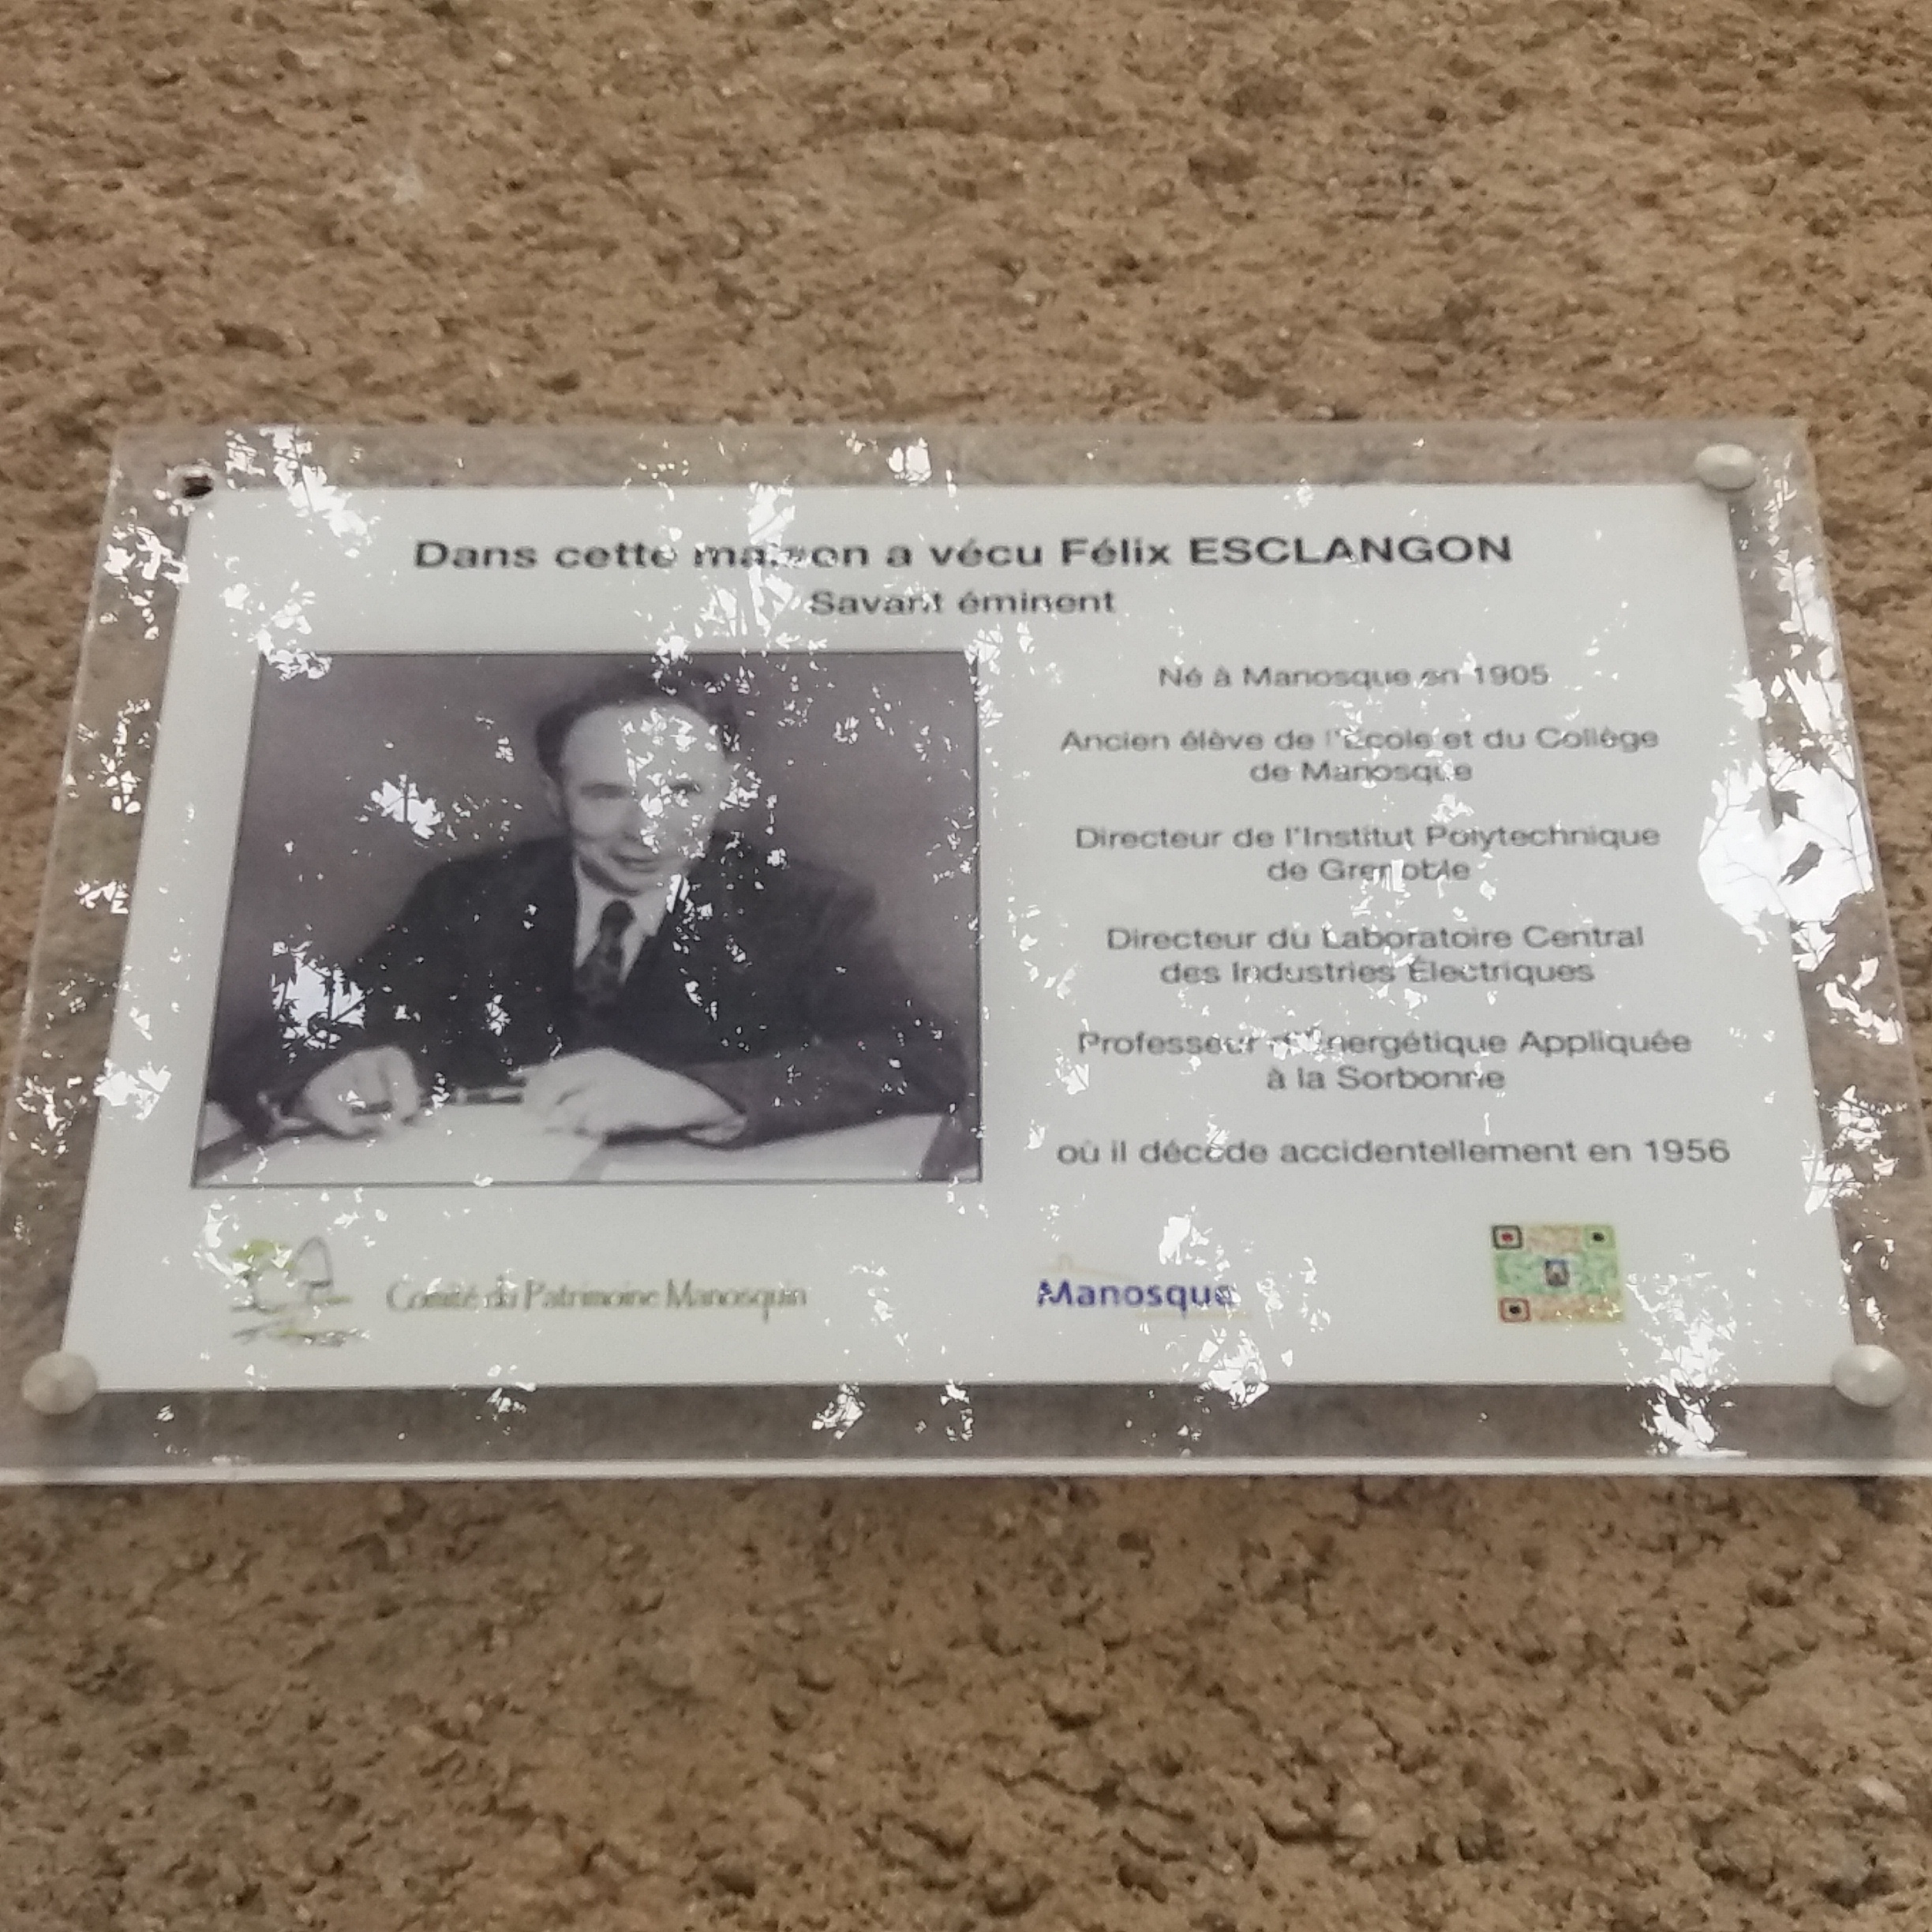 Dans cette maison a vécu Félix ESCLANGON
Savant éminent
Né à Manosque en 1905
Ancien élève de l'École et du Collège
de Manosque
Directeur de l'Institut Polytechnique
de Grenoble
Directeur du Laboratoire Central
des Industries Électriques
Professeur d'Énergétique Appliquée
à la Sorbonne
où il décède accidentellement en 1956
Comité du Patrimoine Manosquin
Manosque